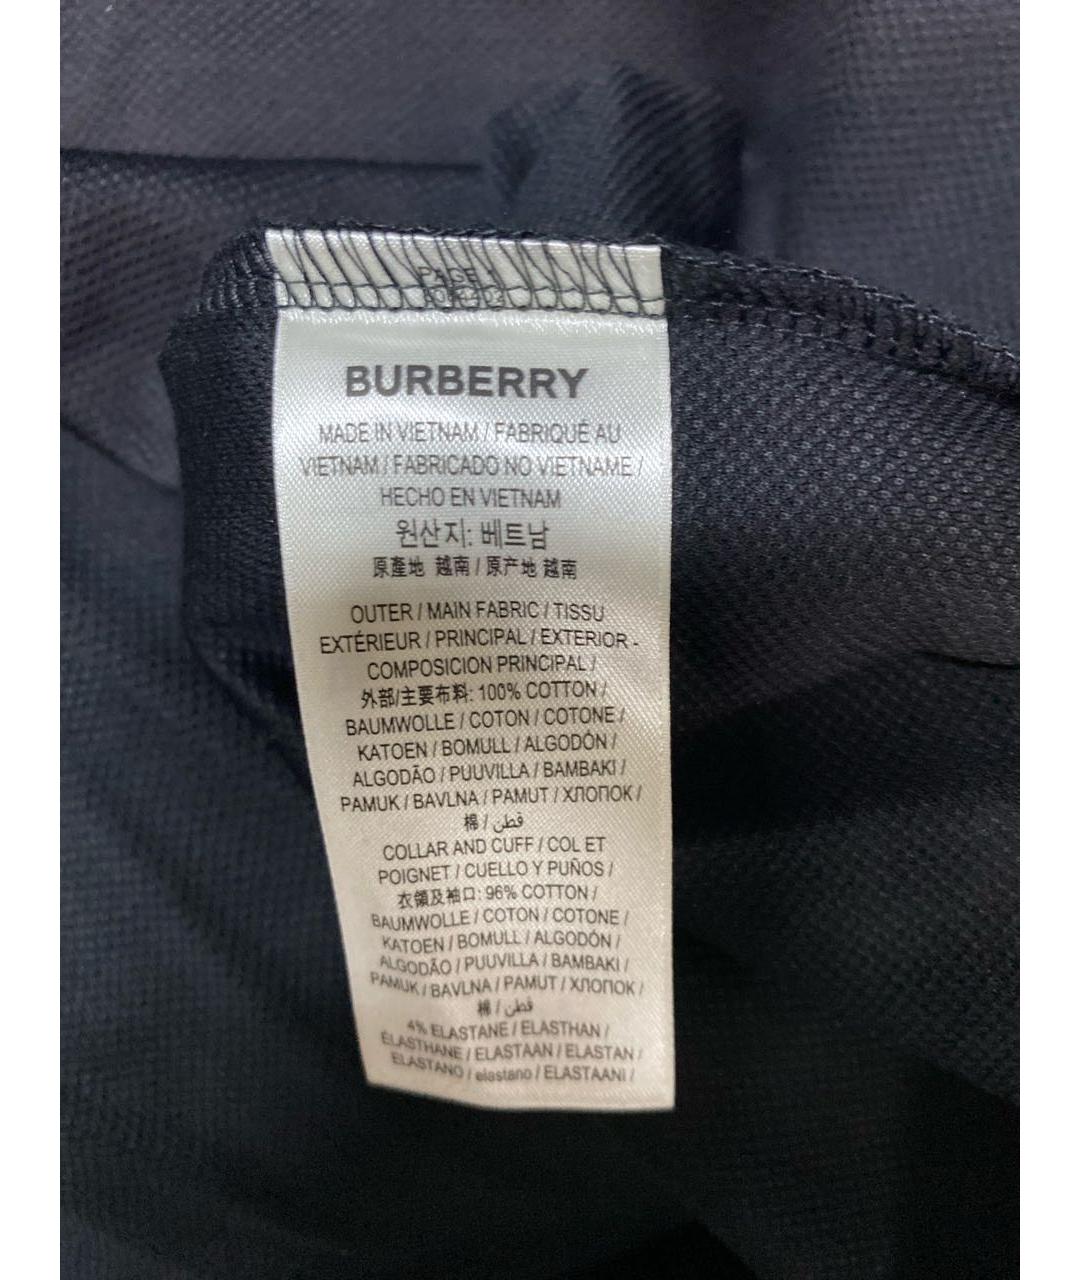 PAGE 1
BURBERRY
MADE IN VIETNAM / FABRIQUÉ AU
VIETNAM / FABRICADO NO VIETNAME /
HECHO EN VIETNAM
원산지: 베트남
原產地 越南 / 原产地 越南
OUTER / MAIN FABRIC / TISSU
EXTÉRIEUR / PRINCIPAL / EXTERIOR -
COMPOSICION PRINCIPAL /
外部/主要布料: 100% COTTON /
BAUMWOLLE / COTON / COTONE /
KATOEN / BOMULL / ALGODÓN /
ALGODÃO / PUUVILLA / BAMBAKI /
PAMUK / BAVLNA / PAMUT / ХЛОПОК /
棉 / قطن
COLLAR AND CUFF / COL ET
POIGNET / CUELLO Y PUÑOS /
衣領及袖口: 96% COTTON /
BAUMWOLLE / COTON / COTONE /
KATOEN / BOMULL / ALGODÓN /
ALGODÃO / PUUVILLA / BAMBAKI /
PAMUK / BAVLNA / PAMUT / ХЛОПОК /
棉 / قطن
4% ELASTANE / ELASTHAN /
ÉLASTHANE / ELASTAAN / ELASTAN /
ELASTANO / elastano / ELASTAANI /